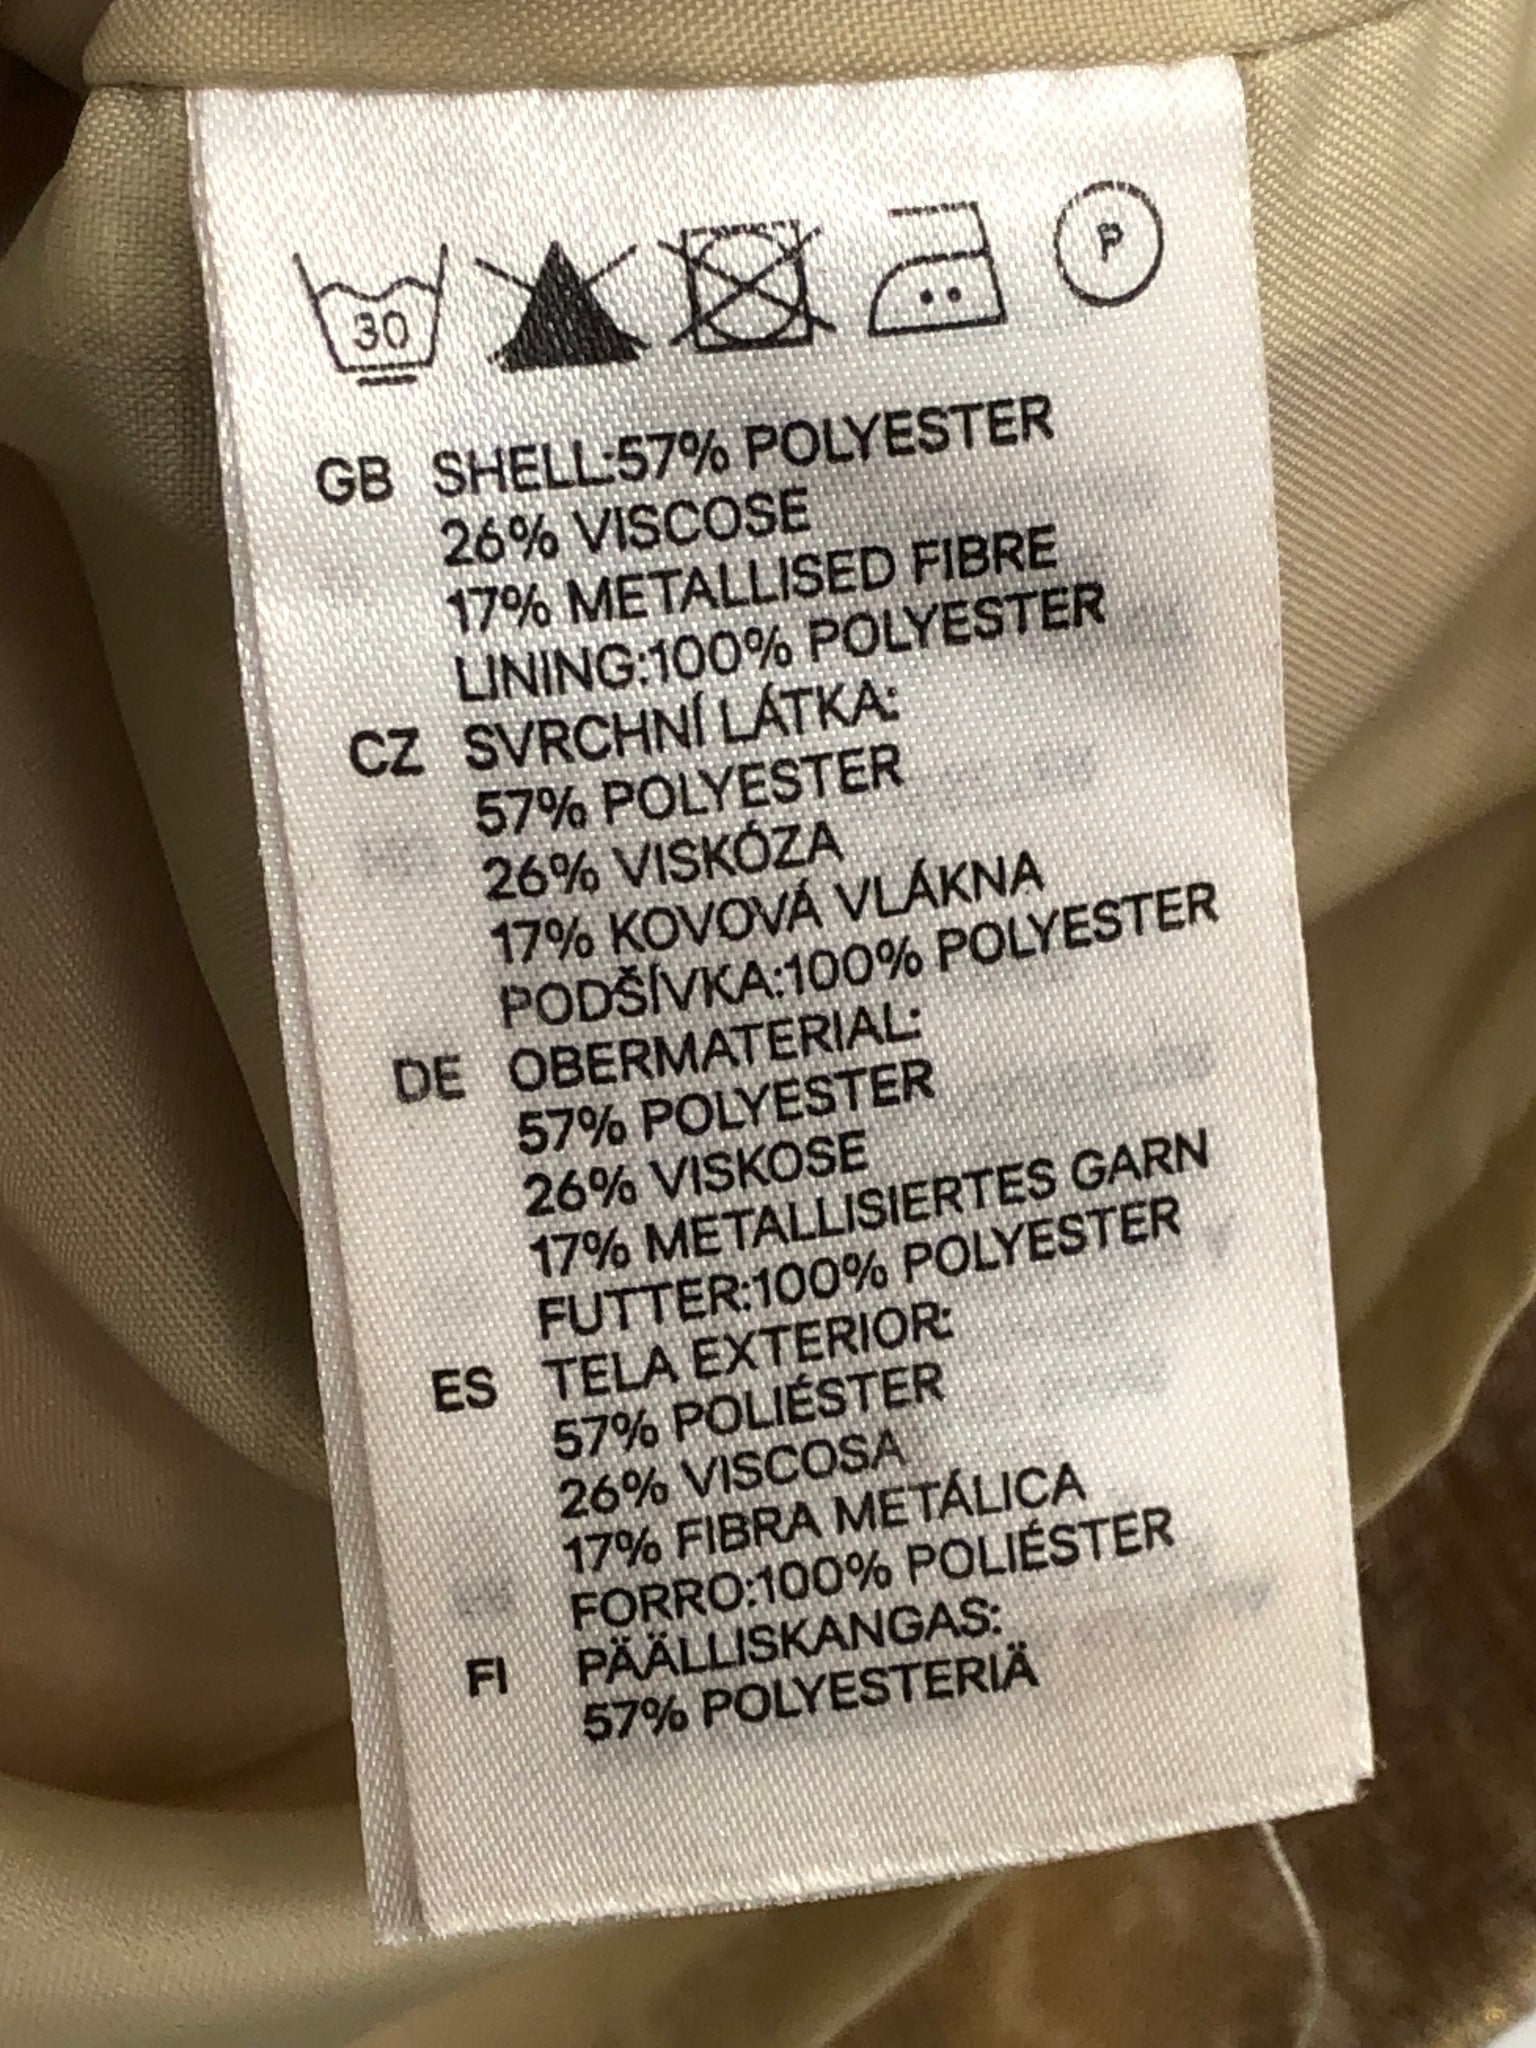 30
P
GB SHELL:57% POLYESTER
26% VISCOSE
17% METALLISED FIBRE
LINING:100% POLYESTER
CZ SVRCHNÍ LÁTKA:
57% POLYESTER
26% VISKÓZA
17% KOVOVÁ VLÁKNA
PODŠÍVKA:100% POLYESTER
DE OBERMATERIAL:
57% POLYESTER
26% VISKOSE
17% METALLISIERTES GARN
FUTTER:100% POLYESTER
ES TELA EXTERIOR:
57% POLIÉSTER
26% VISCOSA
17% FIBRA METÁLICA
FORRO:100% POLIÉSTER
FI PÄÄLLISKANGAS:
57% POLYESTERIÄ